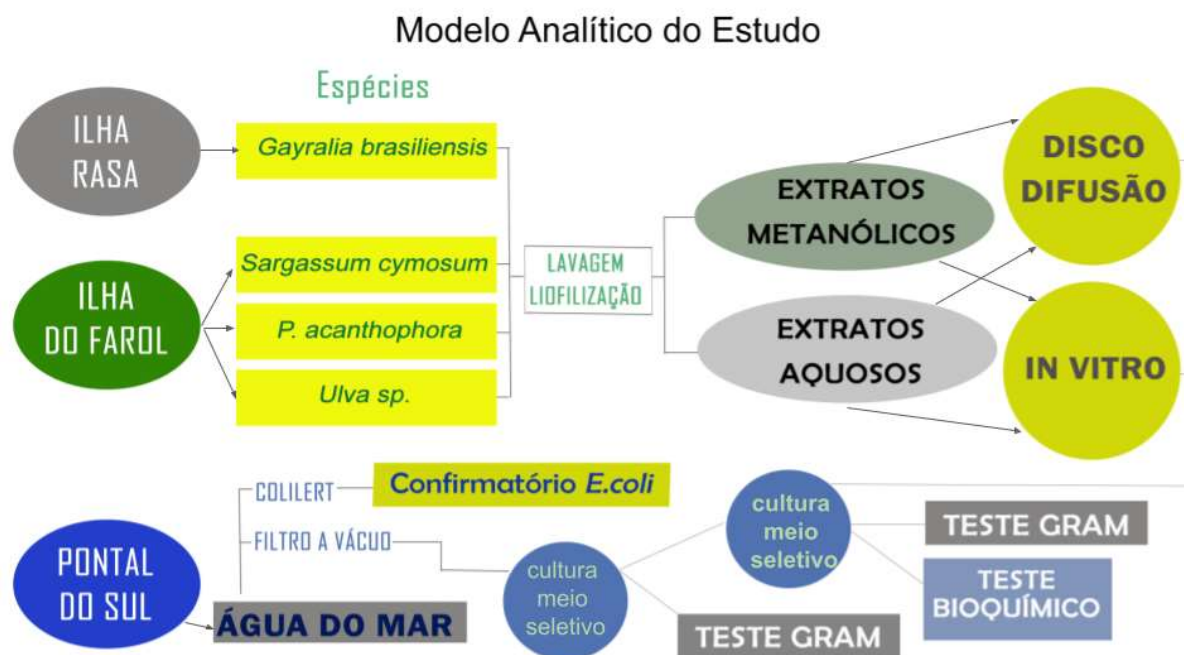 Modelo Analítico do Estudo
Espécies
ILHA
RASA
Gayralia brasiliensis
ILHA
DO FAROL
Sargassum cymosum
P. acanthophora
Ulva sp.
LAVAGEM
LIOFILIZAÇÃO
EXTRATOS
METANÓLICOS
EXTRATOS
AQUOSOS
DISCO
DIFUSÃO
IN VITRO
PONTAL
DO SUL
ÁGUA DO MAR
COLILERT
Confirmatório E.coli
FILTRO A VÁCUO
cultura
meio
seletivo
TESTE GRAM
cultura
meio
seletivo
TESTE GRAM
TESTE
BIOQUÍMICO